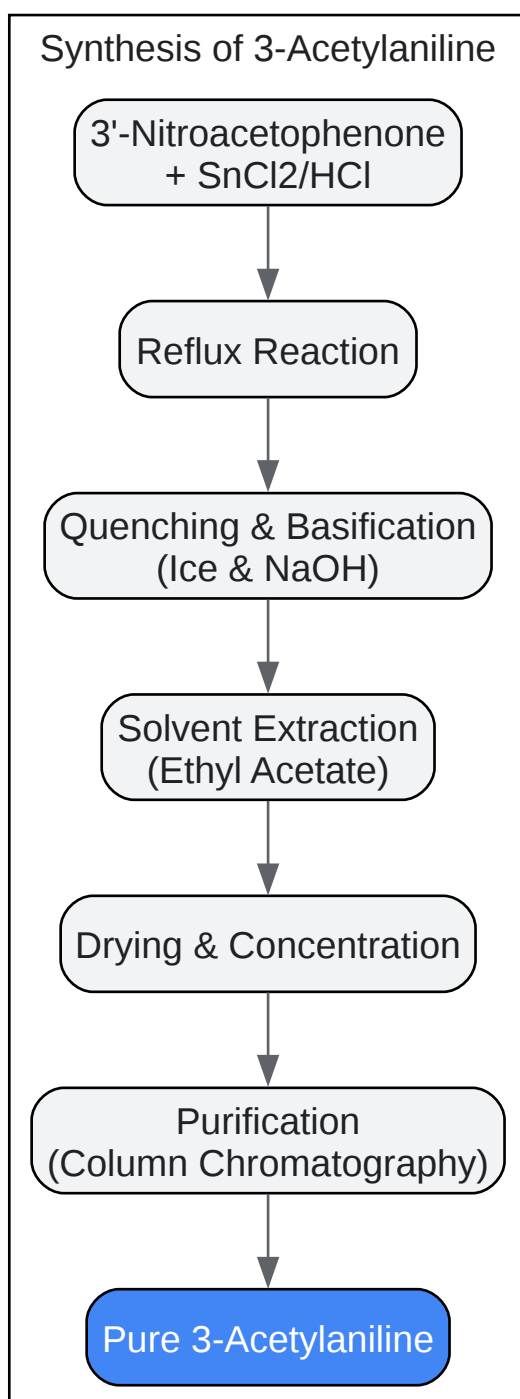 Synthesis of 3-Acetylaniline
3'-Nitroacetophenone
+ SnCl2/HCl
Reflux Reaction
Quenching & Basification
(Ice & NaOH)
Solvent Extraction
(Ethyl Acetate)
Drying & Concentration
Purification
(Column Chromatography)
Pure 3-Acetylaniline